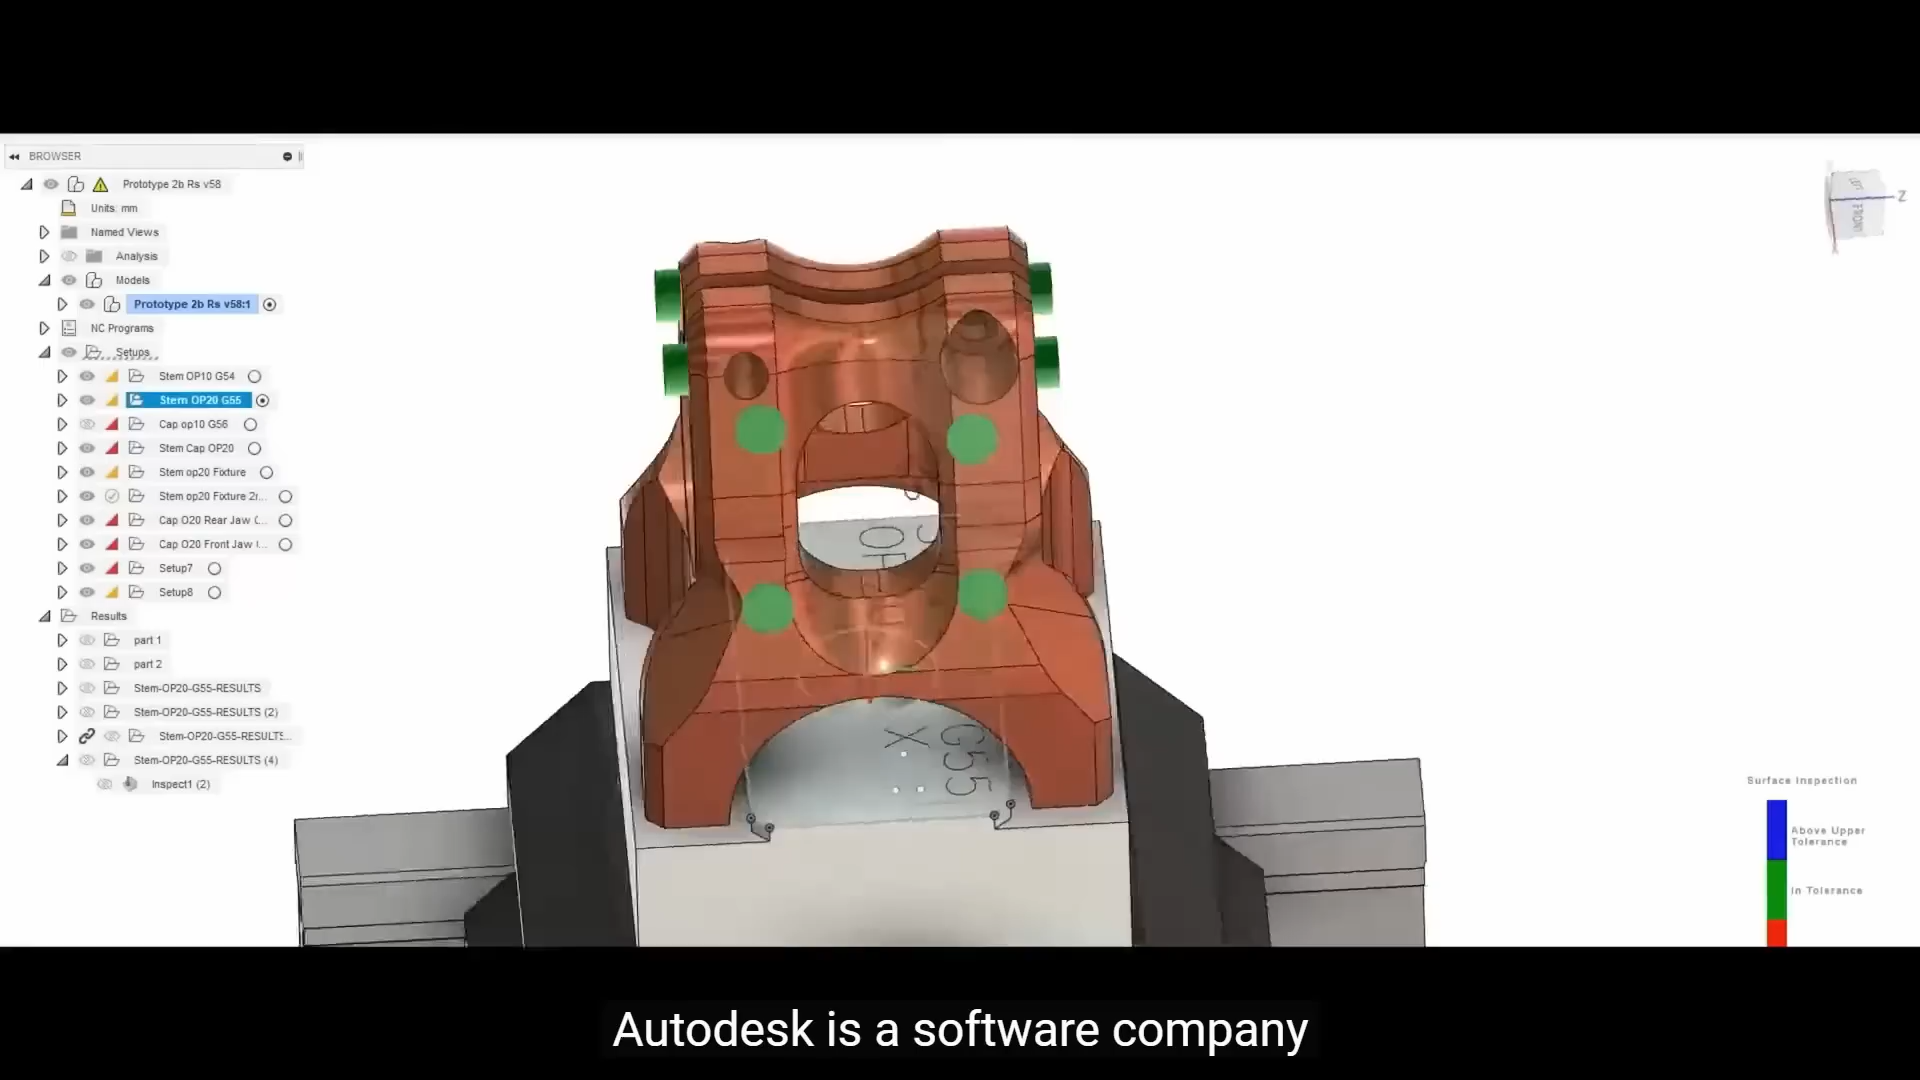 BROWSER
Prototype 2b Rs v58
Units: mm
Named Views
Analysis
Models
Prototype 2b Rs v58:1
NC Programs
Setups
Stem OP10 G54
Stem OP20 G55
Cap op10 G56
Stem Cap OP20
Stem op20 Fixture
Stem op20 Fixture 2r...
Cap O20 Rear Jaw (...
Cap O20 Front Jaw (...
Setup7
Setup8
Results
part 1
part 2
Stem-OP20-G55-RESULTS
Stem-OP20-G55-RESULTS (2)
Stem-OP20-G55-RESULTS...
Stem-OP20-G55-RESULTS (4)
Inspect1 (2)
Z
FRONT
G55
X
Surface Inspection
Above Upper
Tolerance
In Tolerance
Autodesk is a software company